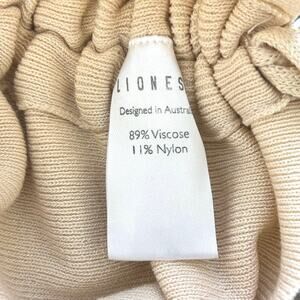 LIONES
Designed in Austral
89% Viscose
11% Nylon